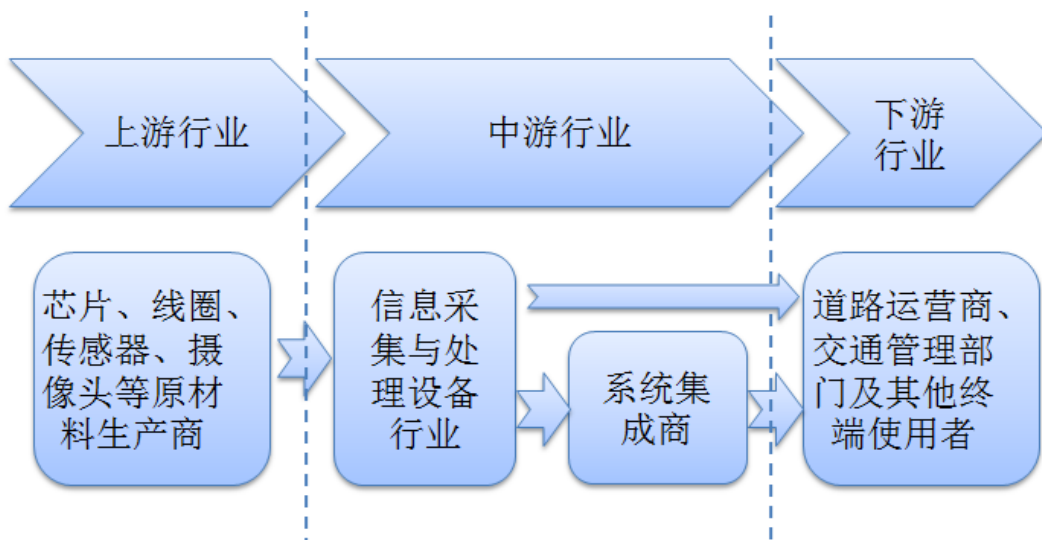 上游行业
中游行业
下游
行业
芯片、线圈、
传感器、摄
像头等原材
料生产商
信息采
集与处
理设备
行业
系统集
成商
道路运营商、
交通管理部
门及其他终
端使用者